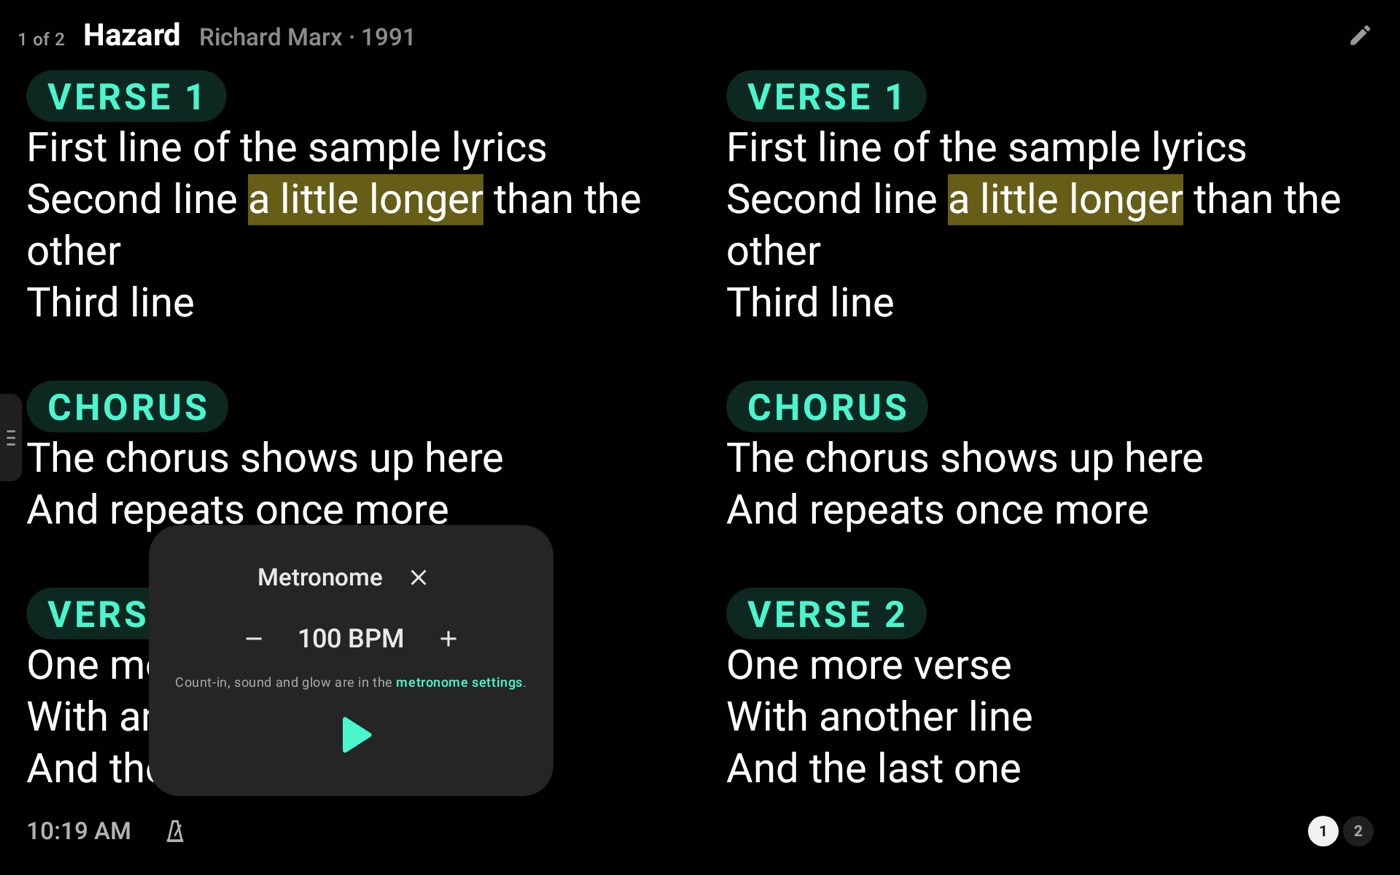 1 of 2 Hazard Richard Marx · 1991
VERSE 1
First line of the sample lyrics
Second line a little longer than the
other
Third line
CHORUS
The chorus shows up here
And repeats once more
VERS
One m
With a
And th
Metronome
100 BPM
Count-in, sound and glow are in the metronome settings.
VERSE 1
First line of the sample lyrics
Second line a little longer than the
other
Third line
CHORUS
The chorus shows up here
And repeats once more
VERSE 2
One more verse
With another line
And the last one
10:19 AM
1 2